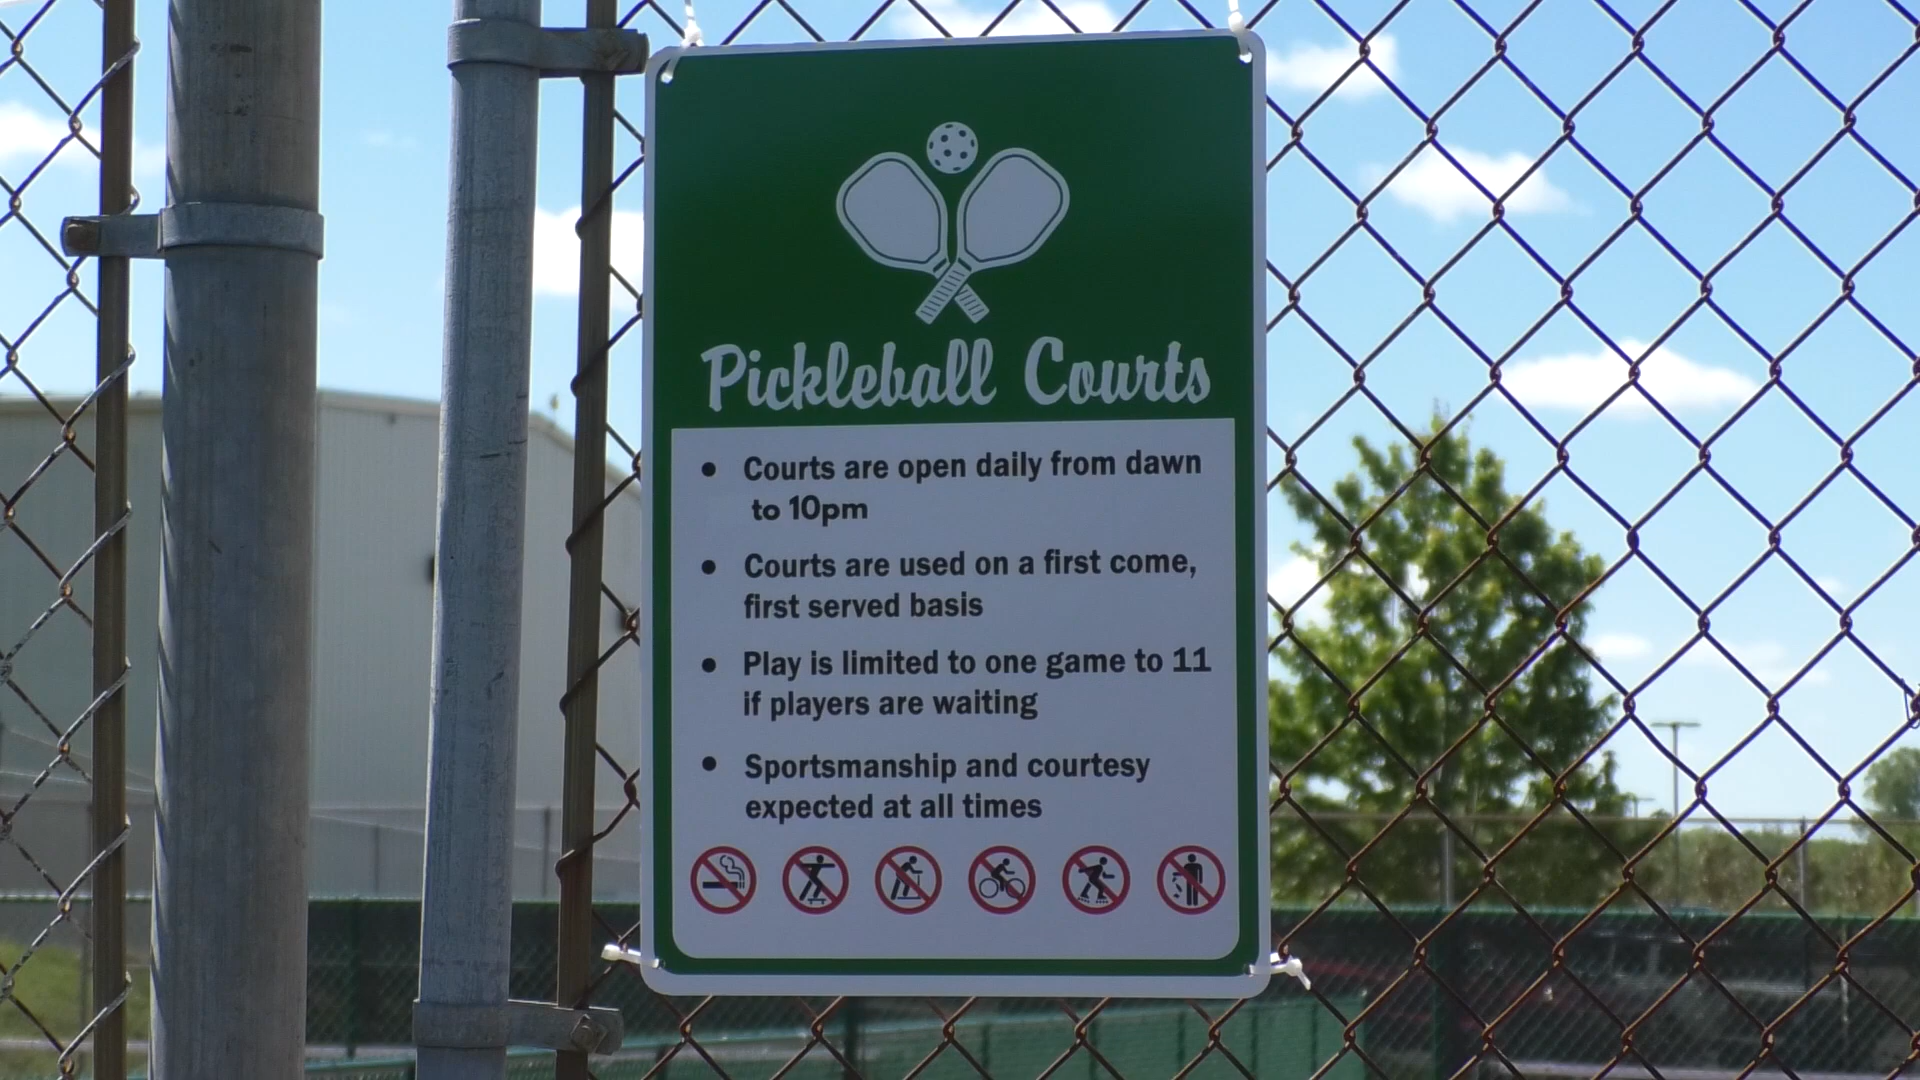 Pickleball Courts
• Courts are open daily from dawn
to 10pm
• Courts are used on a first come,
first served basis
• Play is limited to one game to 11
if players are waiting
• Sportsmanship and courtesy
expected at all times